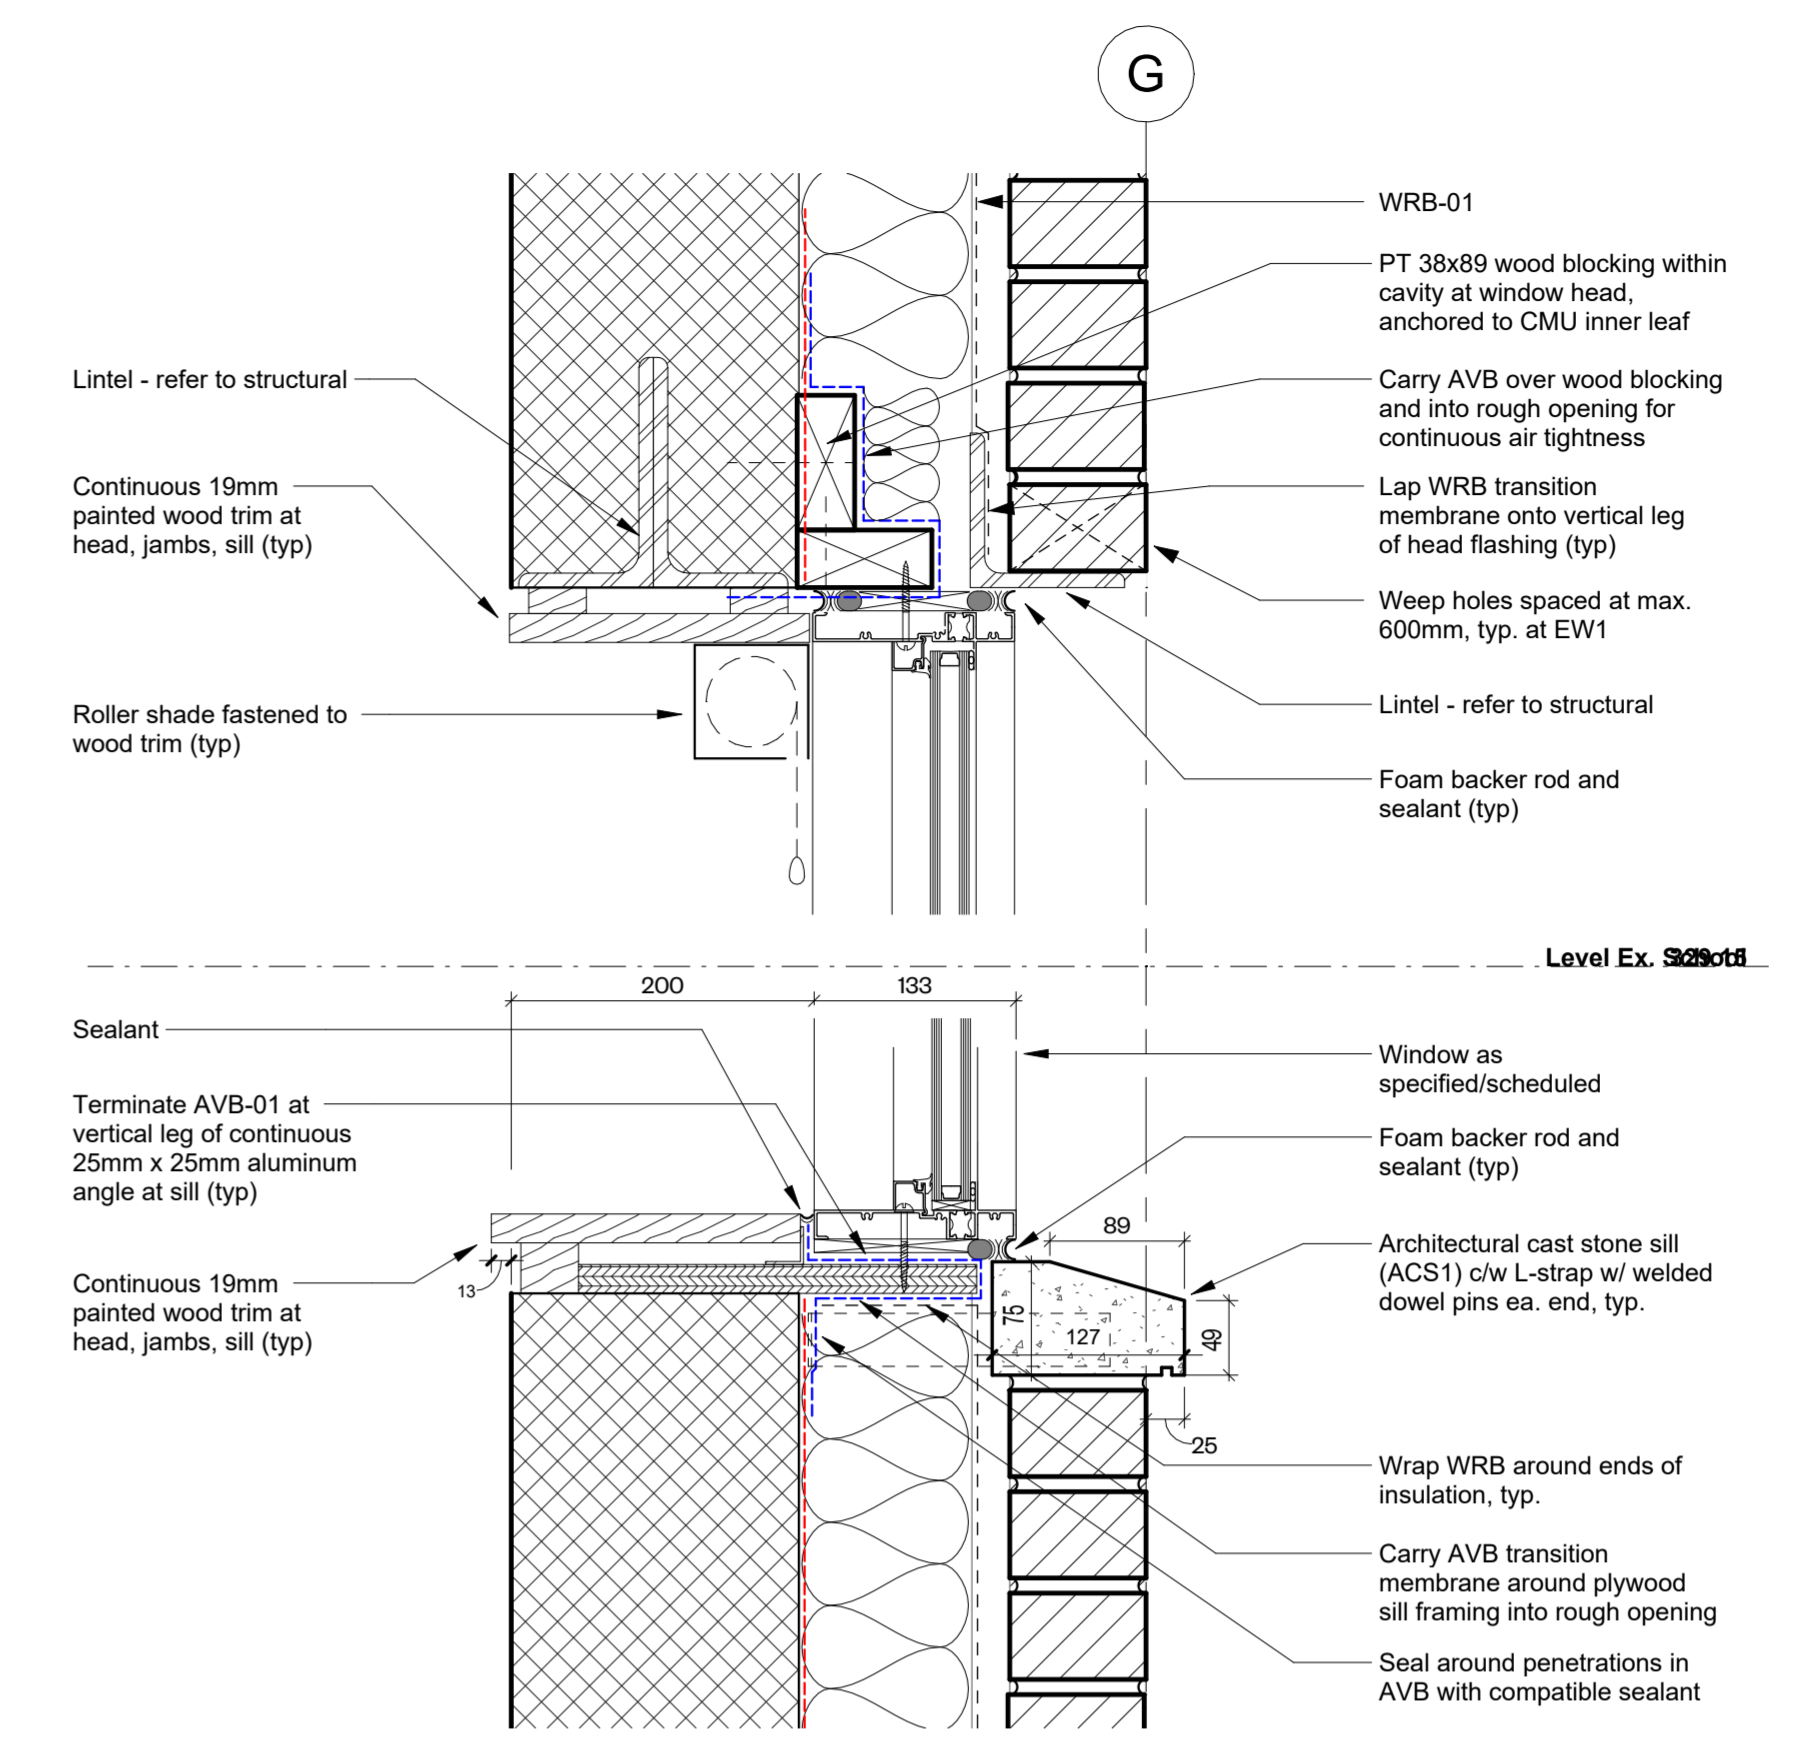 G
WRB-01
PT 38x89 wood blocking within
cavity at window head,
anchored to CMU inner leaf
Lintel - refer to structural
Carry AVB over wood blocking
and into rough opening for
continuous air tightness
Continuous 19mm
painted wood trim at
head, jambs, sill (typ)
Lap WRB transition
membrane onto vertical leg
of head flashing (typ)
Weep holes spaced at max.
600mm, typ. at EW1
Roller shade fastened to
wood trim (typ)
Lintel - refer to structural
Foam backer rod and
sealant (typ)
Level Ex.
200
133
Sealant
Window as
specified/scheduled
Terminate AVB-01 at
vertical leg of continuous
25mm x 25mm aluminum
angle at sill (typ)
Foam backer rod and
sealant (typ)
89
Architectural cast stone sill
(ACS1) c/w L-strap w/ welded
dowel pins ea. end, typ.
13
Continuous 19mm
painted wood trim at
head, jambs, sill (typ)
75
127
49
25
Wrap WRB around ends of
insulation, typ.
Carry AVB transition
membrane around plywood
sill framing into rough opening
Seal around penetrations in
AVB with compatible sealant